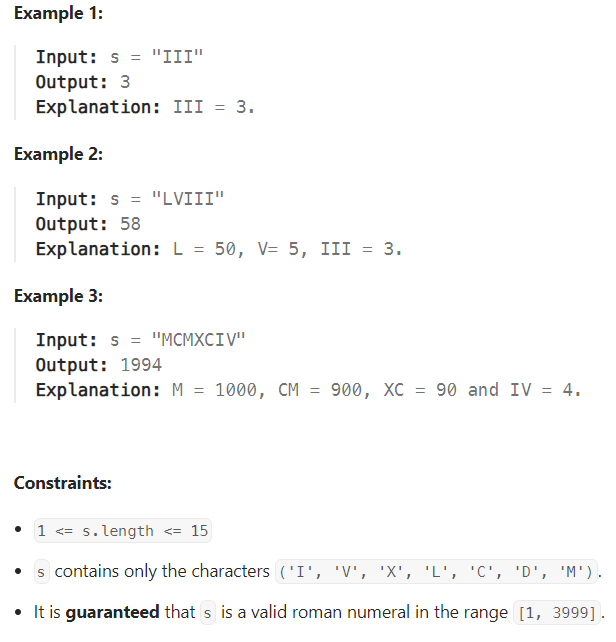 Example 1:
Input: s = "III"
Output: 3
Explanation: III = 3.
Example 2:
Input: s = "LVIII"
Output: 58
Explanation: L = 50, V= 5, III = 3.
Example 3:
Input: s = "MCMXCIV"
Output: 1994
Explanation: M = 1000, CM = 900, XC = 90 and IV = 4.
Constraints:
• 1 <= s.length <= 15
• s contains only the characters ('I', 'V', 'X', 'L', 'C', 'D', 'M').
• It is guaranteed that s is a valid roman numeral in the range [1, 3999].